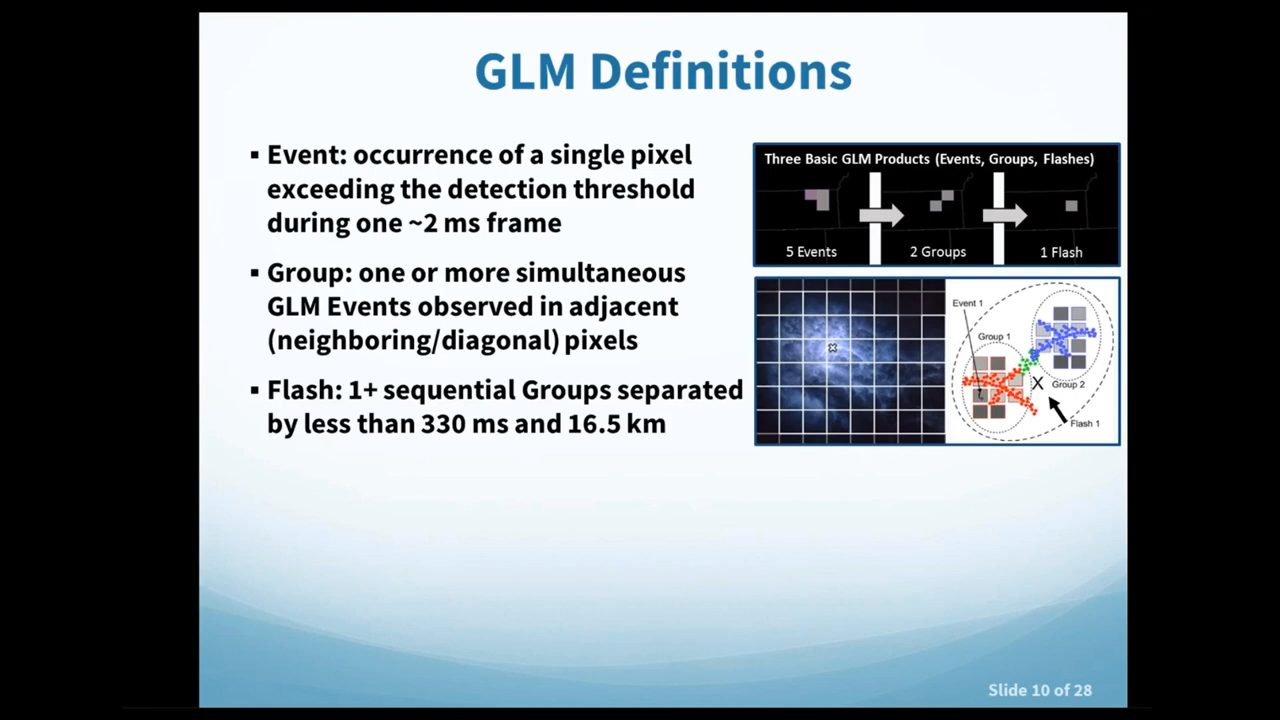 GLM Definitions
▪ Event: occurrence of a single pixel
exceeding the detection threshold
during one ~2 ms frame
▪ Group: one or more simultaneous
GLM Events observed in adjacent
(neighboring/diagonal) pixels
▪ Flash: 1+ sequential Groups separated
by less than 330 ms and 16.5 km
Three Basic GLM Products (Events, Groups, Flashes)
5 Events
2 Groups
1 Flash
Event 1
Group 1
X
Group 2
Flash 1
Slide 10 of 28